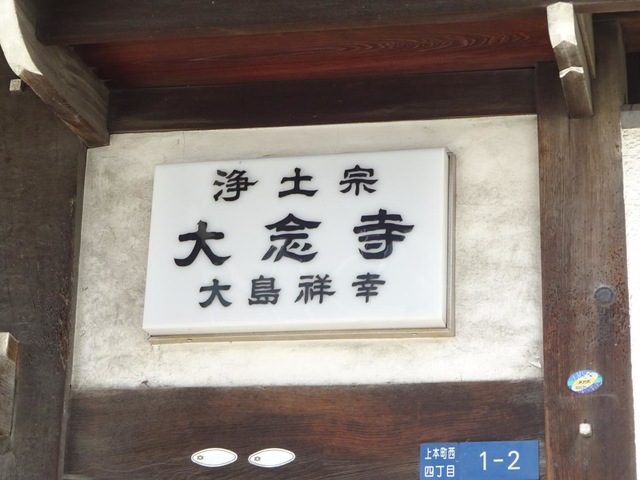 浄土宗
大念寺
大島祥幸
上本町西
四丁目
1-2